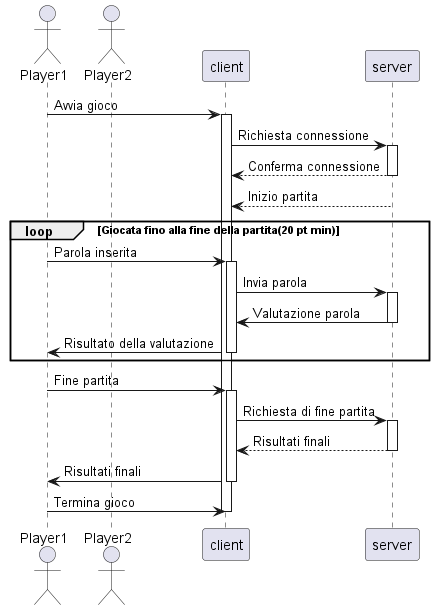 Player1
Player2
client
server
Avvia gioco
Richiesta connessione
Conferma connessione
Inizio partita
loop
[Giocata fino alla fine della partita(20 pt min)]
Parola inserita
Invia parola
Valutazione parola
Risultato della valutazione
Fine partita
Richiesta di fine partita
Risultati finali
Risultati finali
Termina gioco
Player1
Player2
client
server